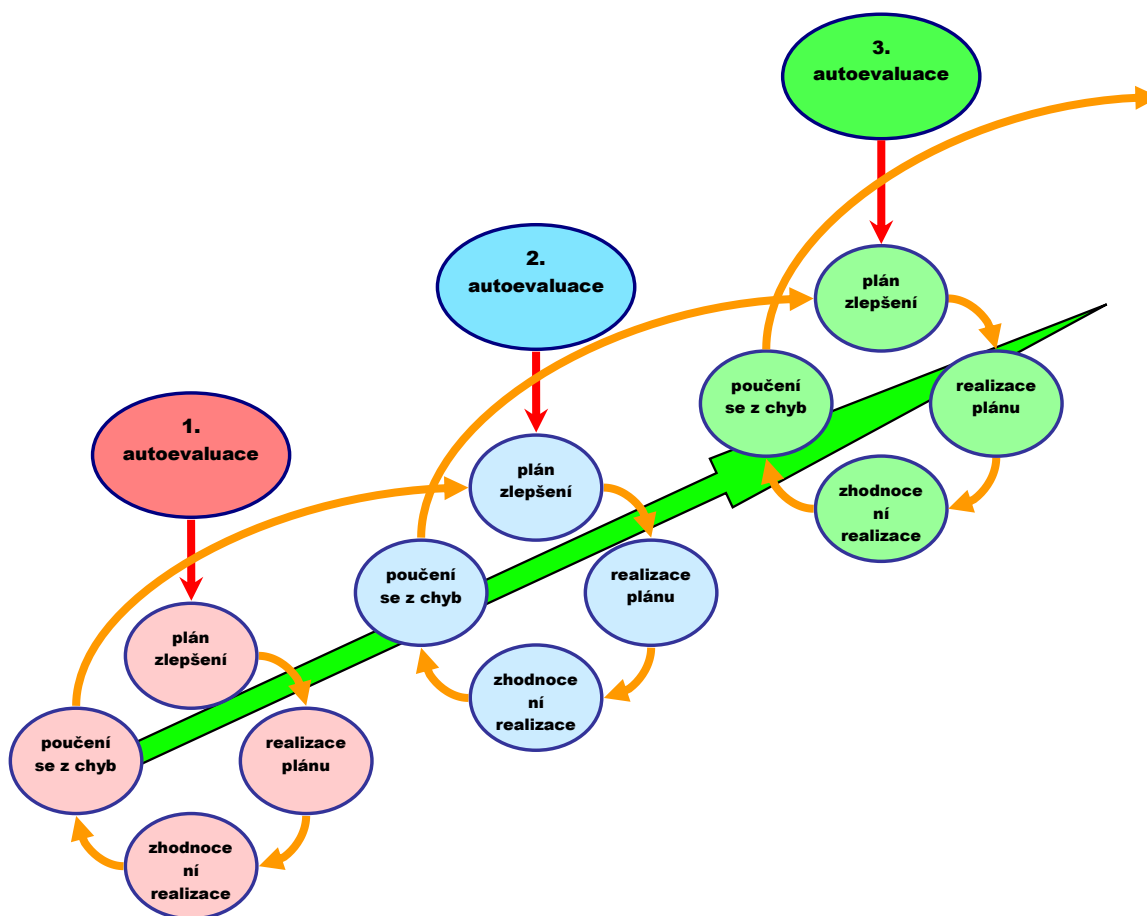 3.
autoevaluace
2.
autoevaluace
plán
zlepšení
poučení
se z chyb
realizace
plánu
1.
autoevaluace
plán
zlepšení
zhodnoce
ní
realizace
poučení
se z chyb
realizace
plánu
plán
zlepšení
zhodnoce
ní
realizace
poučení
se z chyb
realizace
plánu
zhodnoce
ní
realizace